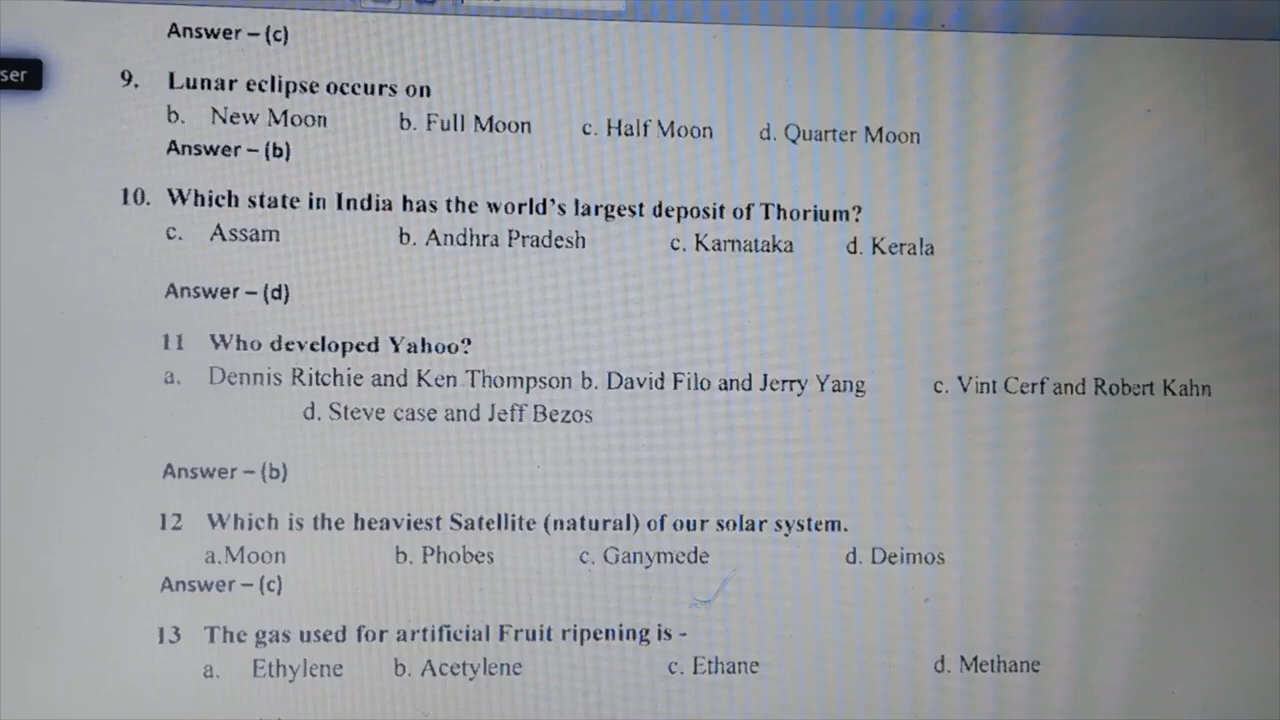 Answer – (c)
ser
9. Lunar eclipse occurs on
b. New Moon b. Full Moon c. Half Moon d. Quarter Moon
Answer – (b)
10. Which state in India has the world's largest deposit of Thorium?
c. Assam b. Andhra Pradesh c. Karnataka d. Kerala
Answer – (d)
11 Who developed Yahoo?
a. Dennis Ritchie and Ken Thompson b. David Filo and Jerry Yang c. Vint Cerf and Robert Kahn
d. Steve case and Jeff Bezos
Answer – (b)
12 Which is the heaviest Satellite (natural) of our solar system.
a.Moon b. Phobes c. Ganymede d. Deimos
Answer – (c)
13 The gas used for artificial Fruit ripening is -
a. Ethylene b. Acetylene c. Ethane d. Methane